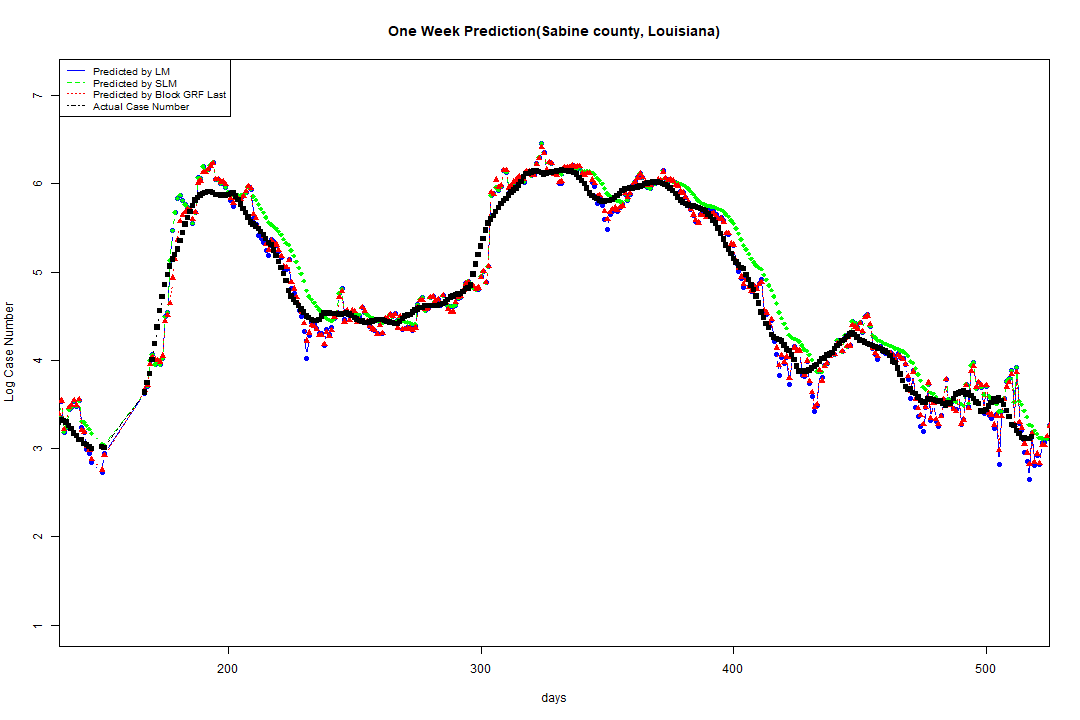 One Week Prediction(Sabine county, Louisiana)
Predicted by LM
Predicted by SLM
Predicted by Block GRF Last
Actual Case Number
7
6
5
4
3
2
1
Log Case Number
200 300 400 500
days